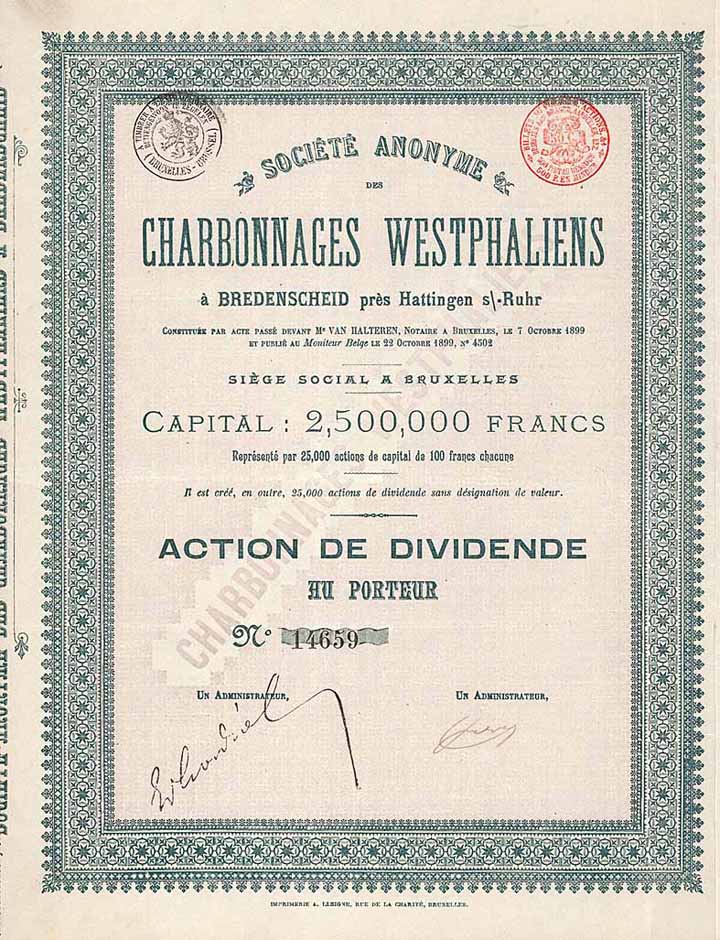 SOCIÉTÉ ANONYME
DES
CHARBONNAGES WESTPHALIENS
à BREDENSCHEID près Hattingen s/-Ruhr
CONSTITUÉE PAR ACTE PASSÉ DEVANT Me VAN HALTEREN, NOTAIRE A BRUXELLES, LE 7 OCTOBRE 1899
ET PUBLIÉ AU Moniteur Belge LE 22 OCTOBRE 1899, No 4502
SIÈGE SOCIAL A BRUXELLES
CAPITAL : 2,500,000 FRANCS
Représenté par 25,000 actions de capital de 100 francs chacune
Il est créé, en outre, 25,000 actions de dividende sans désignation de valeur.
ACTION DE DIVIDENDE
AU PORTEUR
No 14659
UN ADMINISTRATEUR, UN ADMINISTRATEUR,
IMPRIMERIE A. LEBIGNE, RUE DE LA CHARITÉ, BRUXELLES.